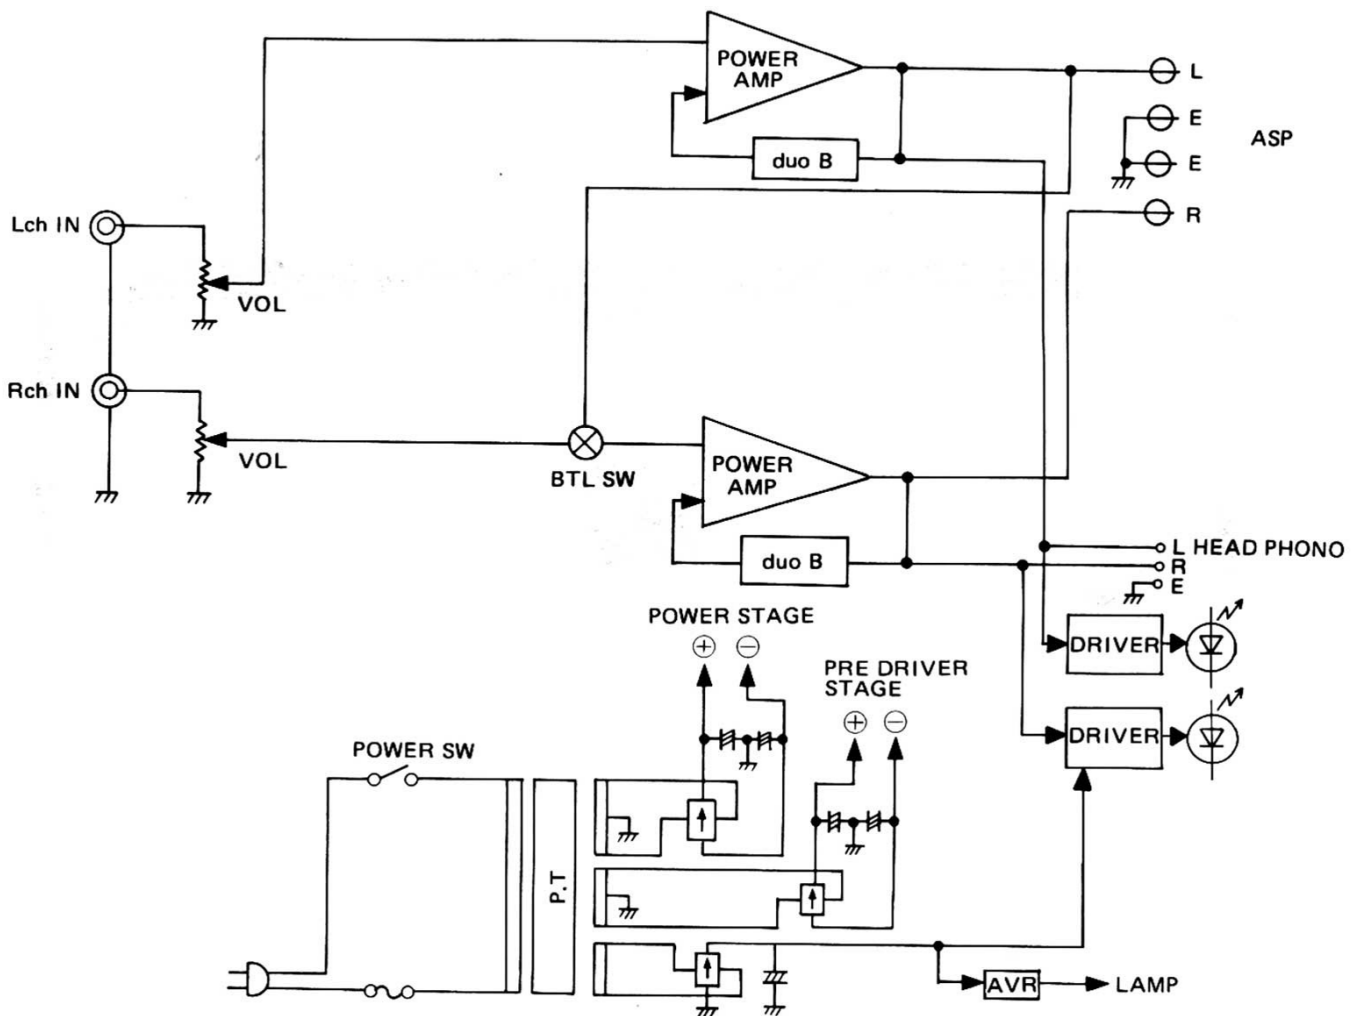 POWER
AMP
L
E
ASP
duo B
E
R
Lch IN
VOL
Rch IN
VOL
BTL SW
POWER
AMP
duo B
L HEAD PHONO
R
E
POWER STAGE
+ −
DRIVER
PRE DRIVER
STAGE
+ −
DRIVER
POWER SW
P.T
AVR
LAMP